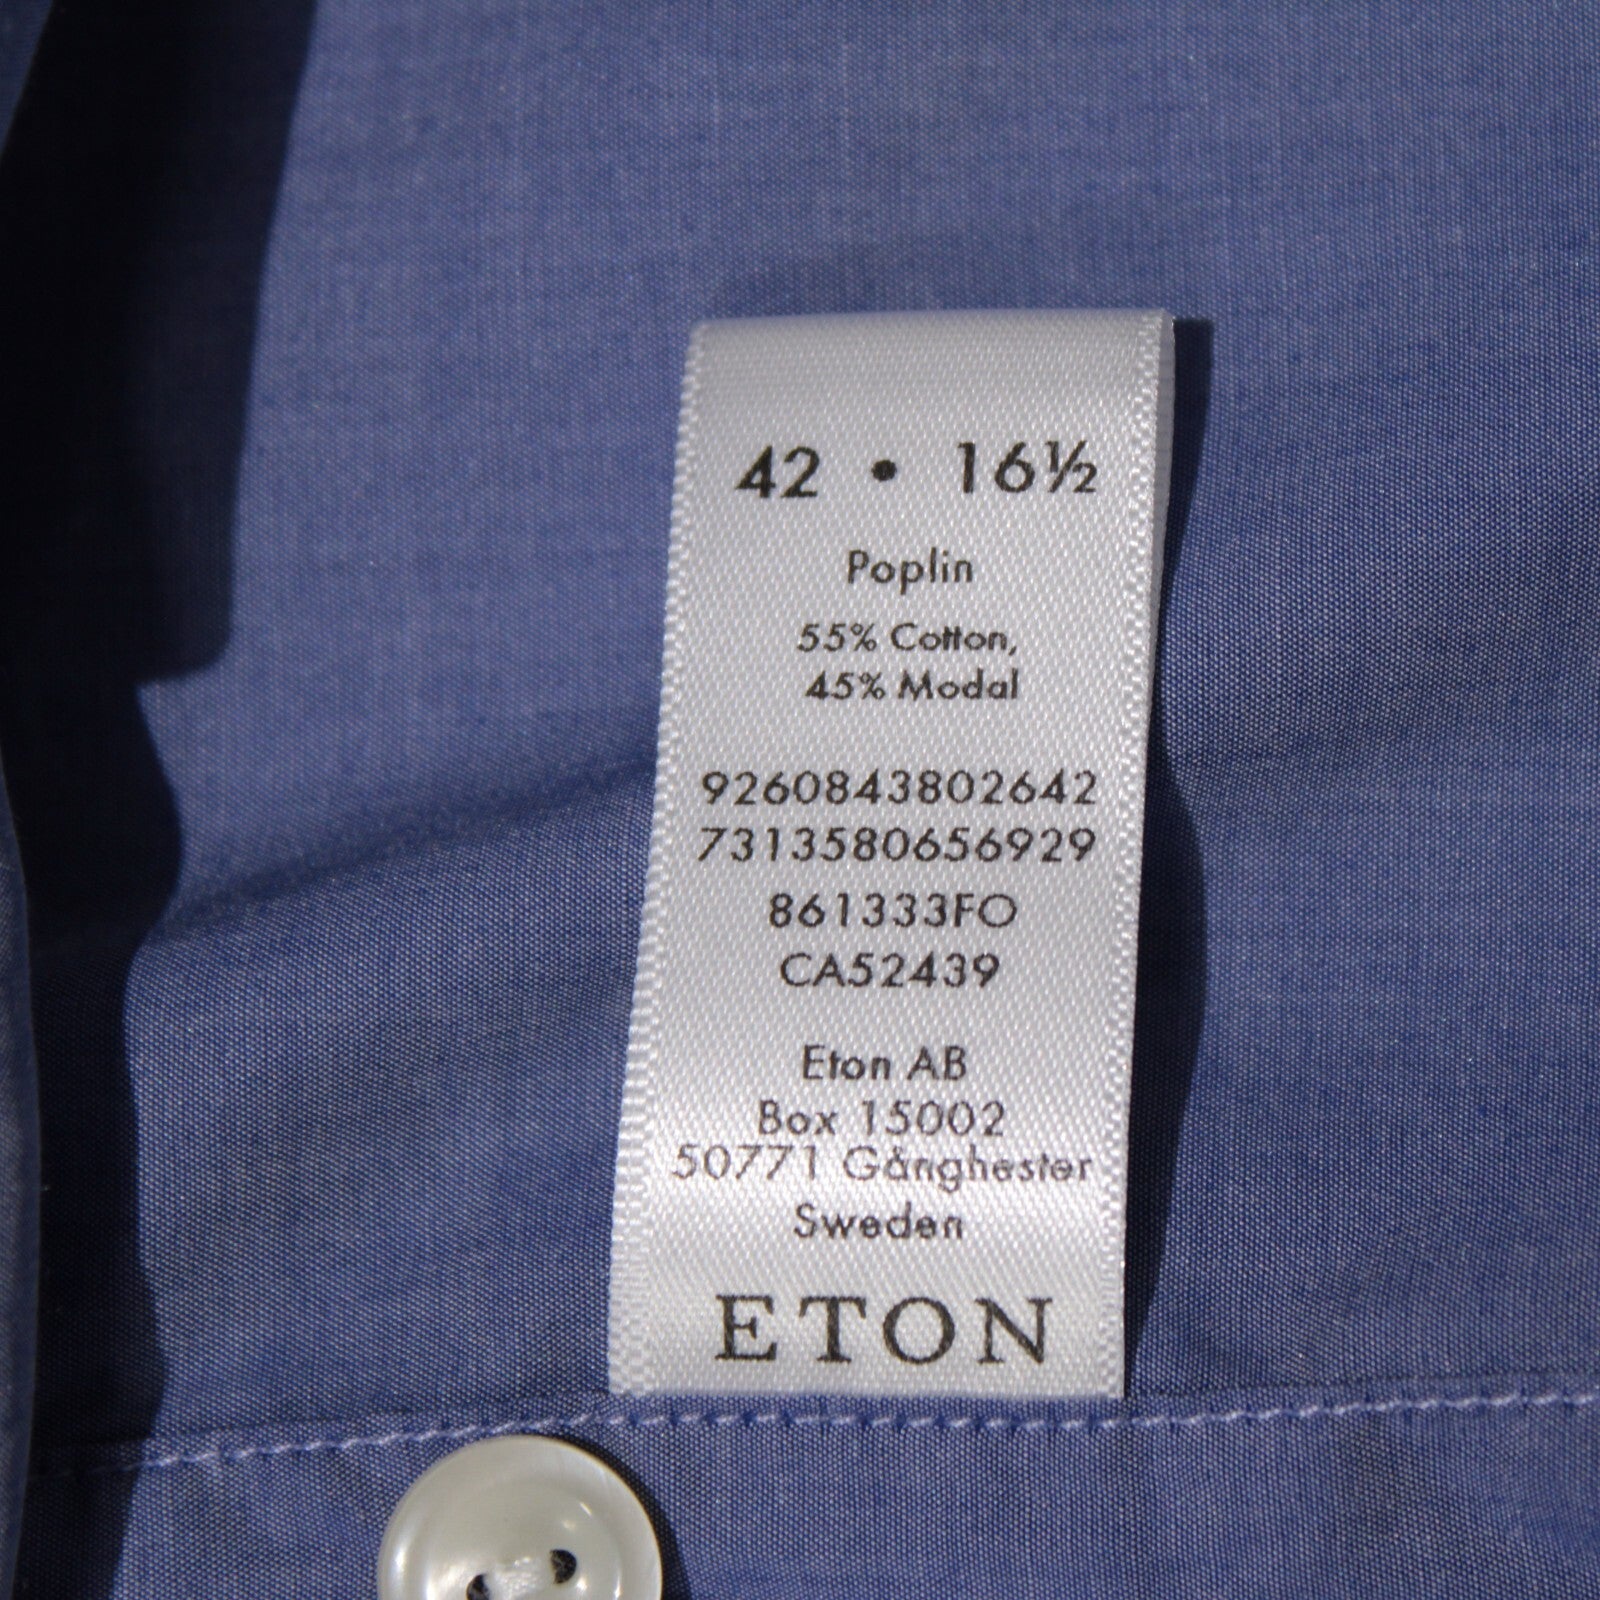 42 • 16½
Poplin
55% Cotton,
45% Modal
9260843802642
7313580656929
861333FO
CA52439
Eton AB
Box 15002
50771 Gånghester
Sweden
ETON